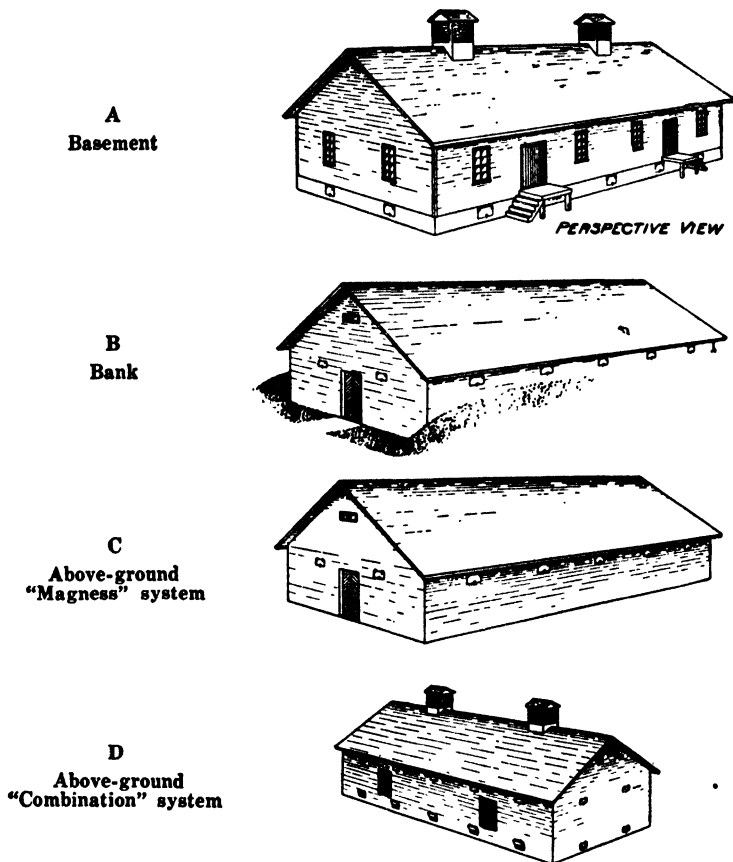 A
Basement
PERSPECTIVE VIEW
B
Bank
C
Above-ground
“Magness” system
D
Above-ground
“Combination” system